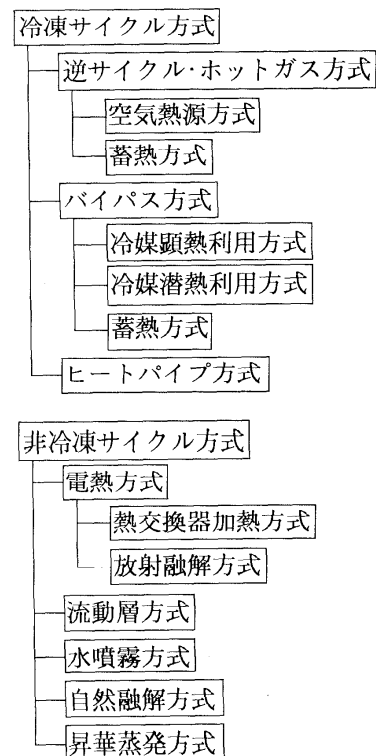 冷凍サイクル方式
逆サイクル·ホットガス方式
空気熱源方式
蓄熱方式
バイパス方式
冷媒顕熱利用方式
冷媒潜熱利用方式
蓄熱方式
ヒートパイプ方式
非冷凍サイクル方式
電熱方式
熱交換器加熱方式
放射融解方式
流動層方式
水噴霧方式
自然融解方式
昇華蒸発方式